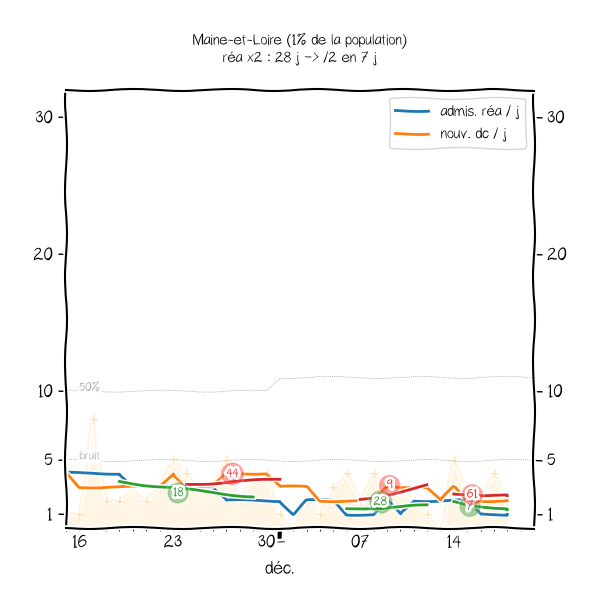 Maine-et-Loire (1% de la population)
réa x2 : 28 j -> /2 en 7 j
admis. réa / j
nouv. dc / j
30 30
20 20
10 10
50%
5 5
bruit
1 1
44
18
9
28
61
7
16 23 30 07 14
déc.